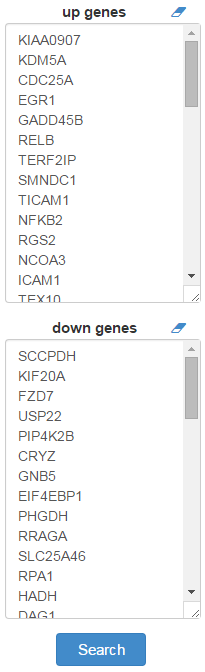 up genes
KIAA0907
KDM5A
CDC25A
EGR1
GADD45B
RELB
TERF2IP
SMNDC1
TICAM1
NFKB2
RGS2
NCOA3
ICAM1
TEX10
down genes
SCCPDH
KIF20A
FZD7
USP22
PIP4K2B
CRYZ
GNB5
EIF4EBP1
PHGDH
RRAGA
SLC25A46
RPA1
HADH
DAG1
Search